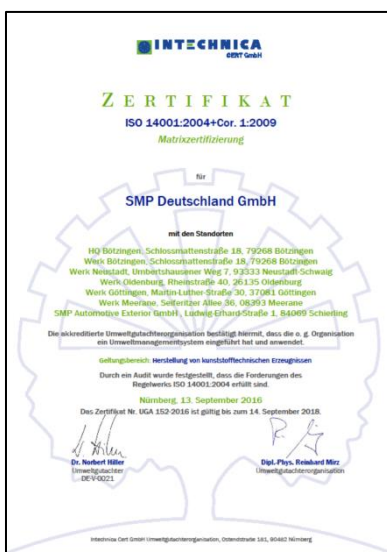 INTECHNICA
CERT GmbH
ZERTIFIKAT
ISO 14001:2004+Cor. 1:2009
Matrixzertifizierung
für
SMP Deutschland GmbH
mit den Standorten
HQ Bötzingen, Schlossmattenstraße 18, 79268 Bötzingen
Werk Bötzingen, Schlossmattenstraße 18, 79268 Bötzingen
Werk Neustadt, Umbertshausener Weg 7, 93333 Neustadt-Schwaig
Werk Oldenburg, Rheinstraße 40, 26135 Oldenburg
Werk Göttingen, Martin-Luther-Straße 30, 37081 Göttingen
Werk Meerane, Seiferitzer Allee 36, 08393 Meerane
SMP Automotive Exterior GmbH, Ludwig-Erhard-Straße 1, 84069 Schierling
Die akkreditierte Umweltgutachterorganisation bestätigt hiermit, dass die o. g. Organisation
ein Umweltmanagementsystem eingeführt hat und anwendet.
Geltungsbereich: Herstellung von kunststofftechnischen Erzeugnissen
Durch ein Audit wurde festgestellt, dass die Forderungen des
Regelwerks ISO 14001:2004 erfüllt sind.
Nürnberg, 13. September 2016
Das Zertifikat Nr. UGA 152-2016 ist gültig bis zum 14. September 2018.
Dr. Norbert Hiller
Umweltgutachter
DE-V-0021
Dipl.-Phys. Reinhard Mirz
Umweltgutachterorganisation
Intechnica Cert GmbH Umweltgutachterorganisation, Ostendstraße 181, 90482 Nürnberg